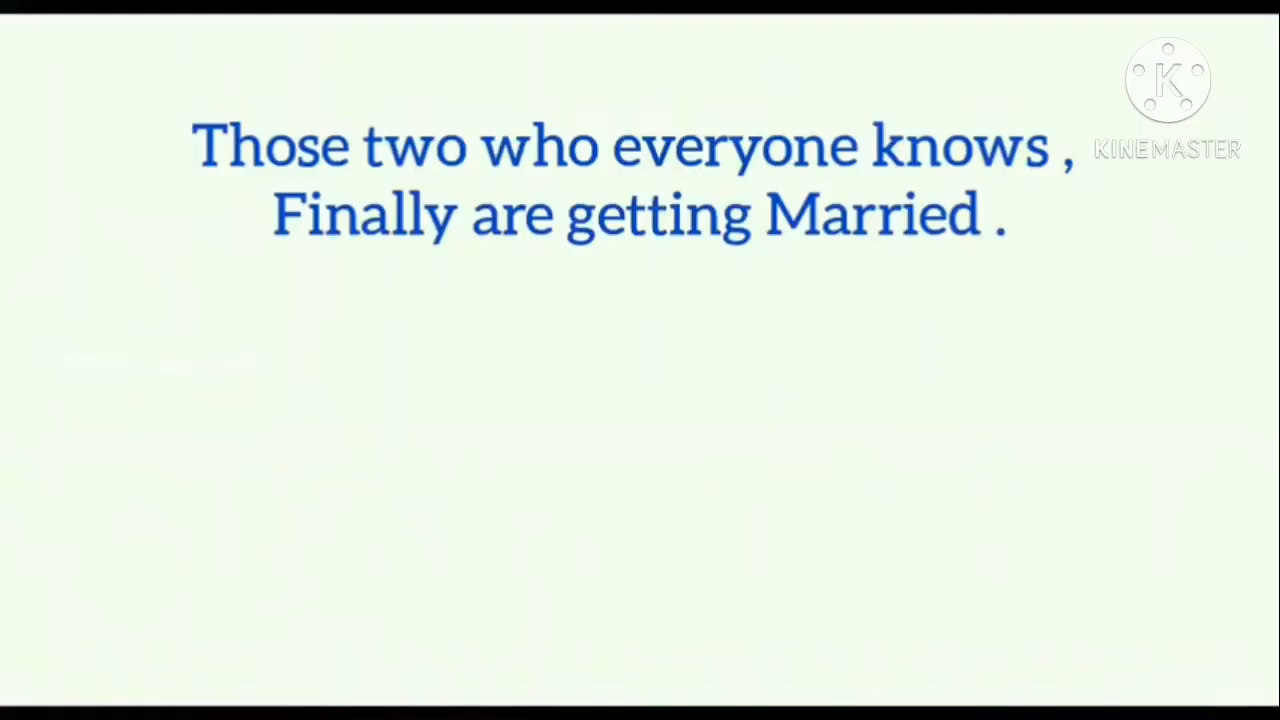 Those two who everyone knows ,
Finally are getting Married .
K
KINEMASTER